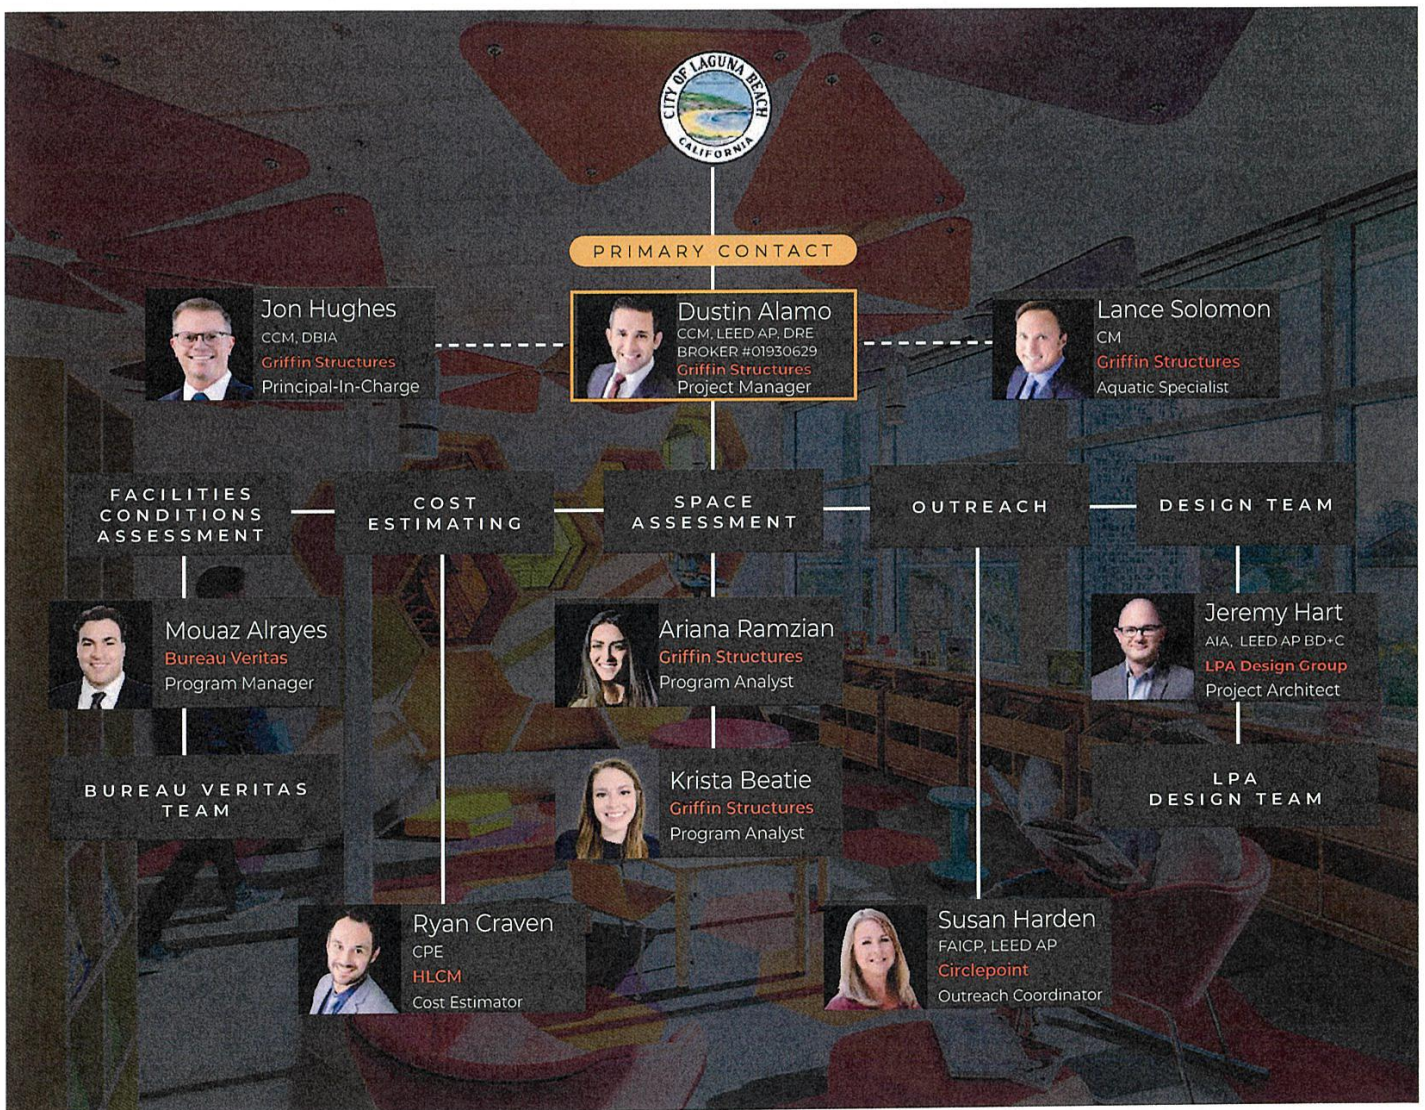 CITY OF LAGUNA BEACH
CALIFORNIA
PRIMARY CONTACT
Jon Hughes
CCM, DBIA
Griffin Structures
Principal-In-Charge
Dustin Alamo
CCM, LEED AP, DRE
BROKER #01930629
Griffin Structures
Project Manager
Lance Solomon
CM
Griffin Structures
Aquatic Specialist
FACILITIES
CONDITIONS
ASSESSMENT
COST
ESTIMATING
SPACE
ASSESSMENT
OUTREACH
DESIGN TEAM
Mouaz Alrayes
Bureau Veritas
Program Manager
Ariana Ramzian
Griffin Structures
Program Analyst
Jeremy Hart
AIA, LEED AP BD+C
LPA Design Group
Project Architect
BUREAU VERITAS
TEAM
Krista Beatie
Griffin Structures
Program Analyst
LPA
DESIGN TEAM
Ryan Craven
CPE
HLCM
Cost Estimator
Susan Harden
FAICP, LEED AP
Circlepoint
Outreach Coordinator